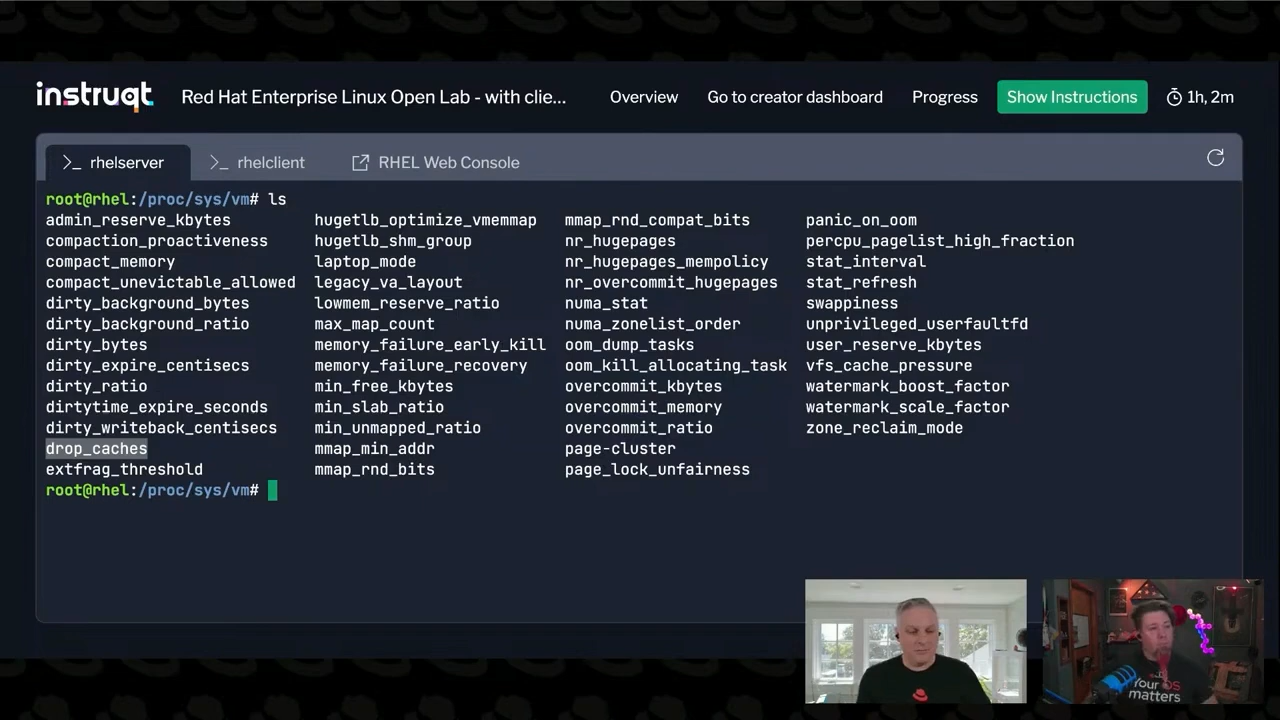 instruqt Red Hat Enterprise Linux Open Lab - with clie... Overview Go to creator dashboard Progress Show Instructions 1h, 2m
>_ rhelserver >_ rhelclient RHEL Web Console
root@rhel:/proc/sys/vm# ls
admin_reserve_kbytes hugetlb_optimize_vmemmap mmap_rnd_compat_bits panic_on_oom
compaction_proactiveness hugetlb_shm_group nr_hugepages percpu_pagelist_high_fraction
compact_memory laptop_mode nr_hugepages_mempolicy stat_interval
compact_unevictable_allowed legacy_va_layout nr_overcommit_hugepages stat_refresh
dirty_background_bytes lowmem_reserve_ratio numa_stat swappiness
dirty_background_ratio max_map_count numa_zonelist_order unprivileged_userfaultfd
dirty_bytes memory_failure_early_kill oom_dump_tasks user_reserve_kbytes
dirty_expire_centisecs memory_failure_recovery oom_kill_allocating_task vfs_cache_pressure
dirty_ratio min_free_kbytes overcommit_kbytes watermark_boost_factor
dirtytime_expire_seconds min_slab_ratio overcommit_memory watermark_scale_factor
dirty_writeback_centisecs min_unmapped_ratio overcommit_ratio zone_reclaim_mode
drop_caches mmap_min_addr page-cluster
extfrag_threshold mmap_rnd_bits page_lock_unfairness
root@rhel:/proc/sys/vm#
Your OS
matters